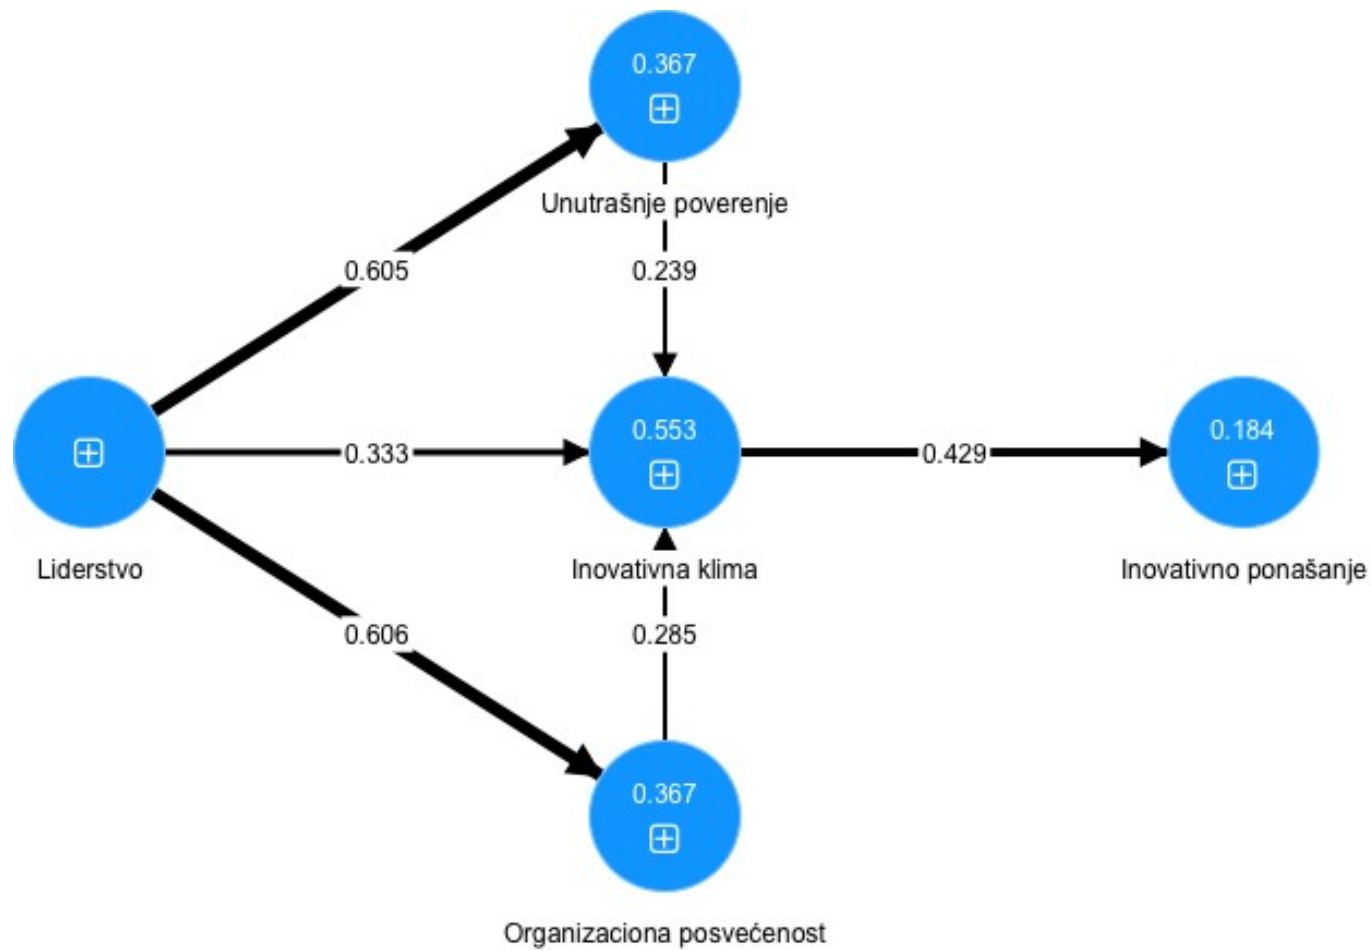 0.367
Unutrašnje poverenje
0.605
0.239
0.553
0.184
0.333
0.429
Liderstvo
Inovativna klima
Inovativno ponašanje
0.606
0.285
0.367
Organizaciona posvećenost